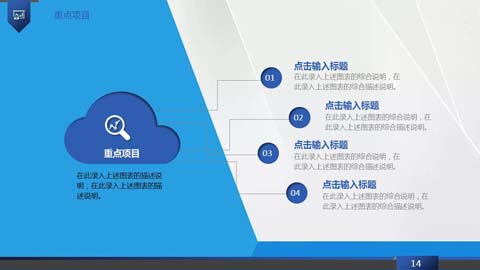 重点项目
重点项目
在此录入上述图表的描述说
明，在此录入上述图表的描
述说明。
01
点击输入标题
在此录入上述图表的综合说明，在
此录入上述图表的综合描述说明。
02
点击输入标题
在此录入上述图表的综合说明，在
此录入上述图表的综合描述说明。
03
点击输入标题
在此录入上述图表的综合说明，在
此录入上述图表的综合描述说明。
04
点击输入标题
在此录入上述图表的综合说明，在
此录入上述图表的综合描述说明。
14